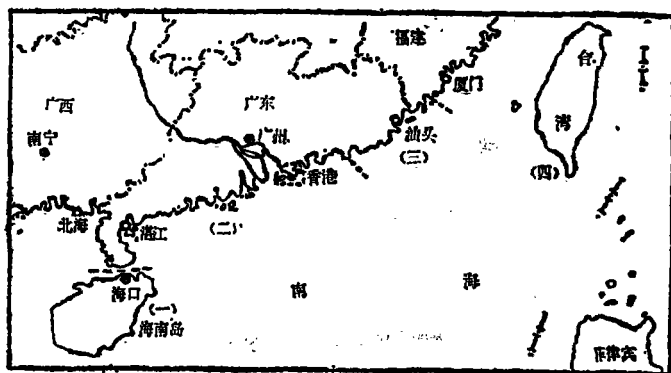 福建
台
湾
厦门
广西
广东
南宁
广州
汕头
(三)
香港
(四)
北海
湛江
(二)
海口
(一)
海南岛
南
海
菲律宾